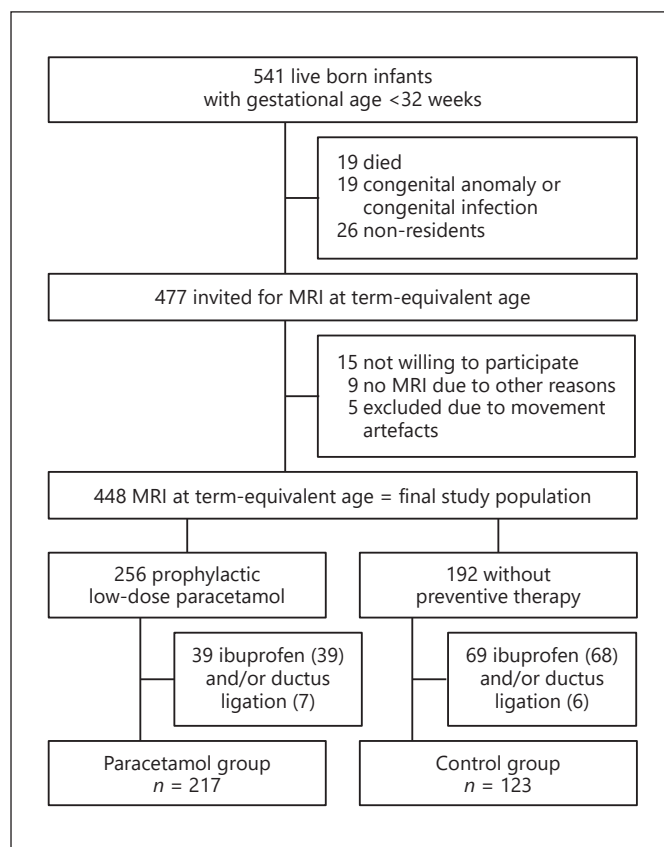 541 live born infants
with gestational age <32 weeks
19 died
19 congenital anomaly or
congenital infection
26 non-residents
477 invited for MRI at term-equivalent age
15 not willing to participate
9 no MRI due to other reasons
5 excluded due to movement
artefacts
448 MRI at term-equivalent age = final study population
256 prophylactic
low-dose paracetamol
192 without
preventive therapy
39 ibuprofen (39)
and/or ductus
ligation (7)
69 ibuprofen (68)
and/or ductus
ligation (6)
Paracetamol group
n = 217
Control group
n = 123